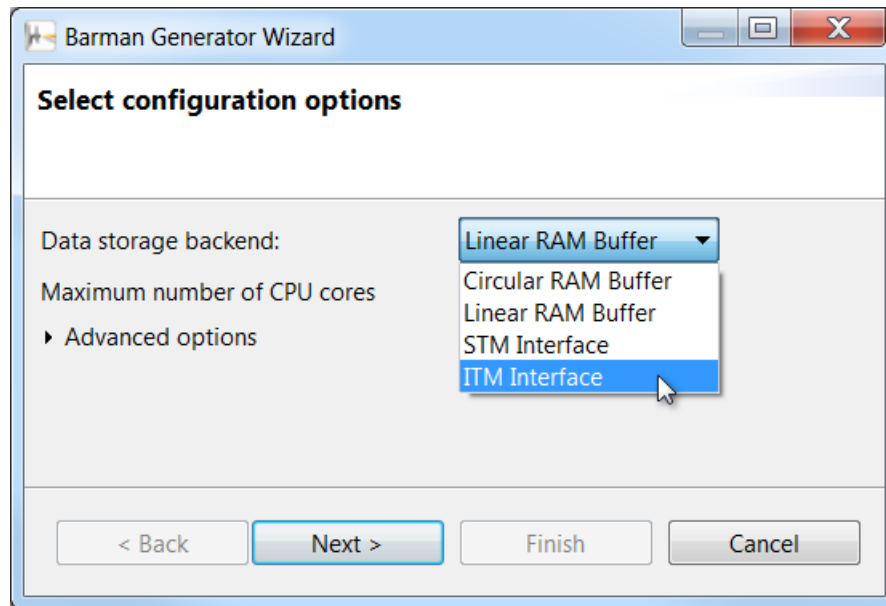 Barman Generator Wizard
Select configuration options
Data storage backend: Linear RAM Buffer
Circular RAM Buffer
Maximum number of CPU cores
Linear RAM Buffer
Advanced options
STM Interface
ITM Interface
< Back Next > Finish Cancel